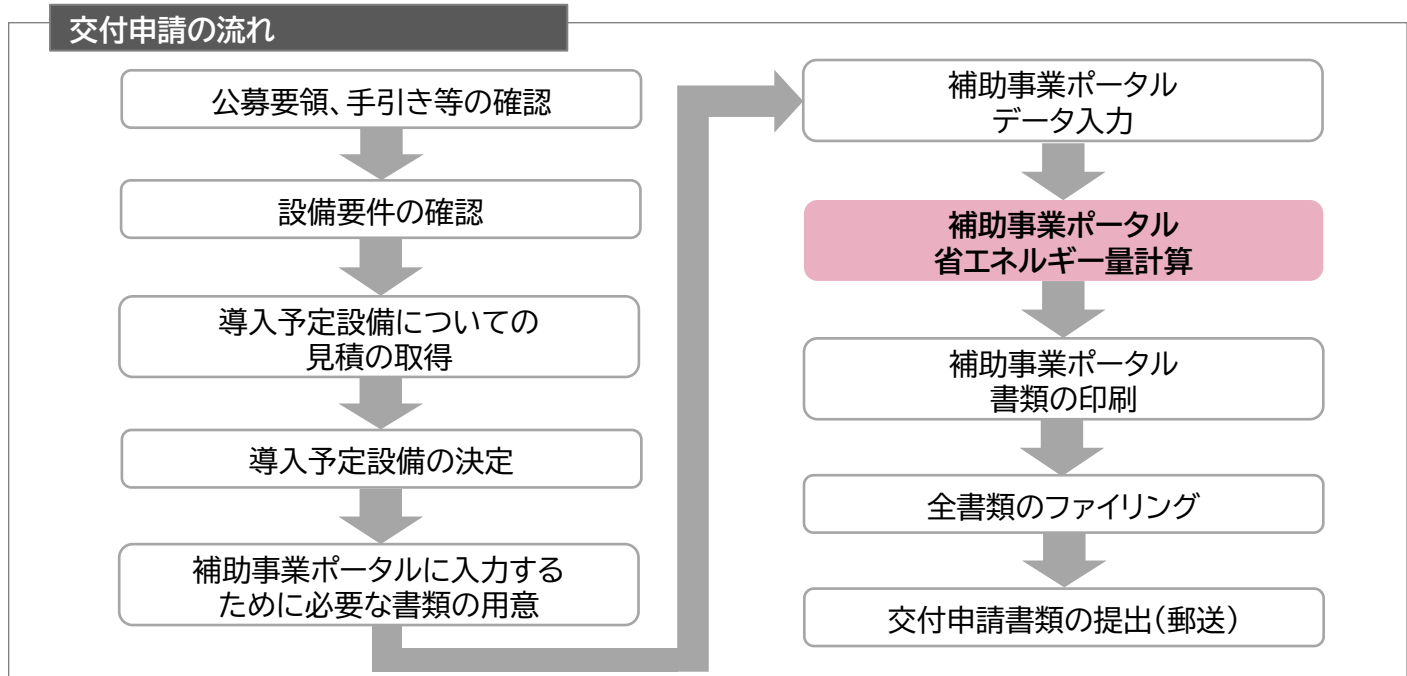 交付申請の流れ
公募要領、手引き等の確認
設備要件の確認
導入予定設備についての
見積の取得
導入予定設備の決定
補助事業ポータルに入力する
ために必要な書類の用意
補助事業ポータル
データ入力
補助事業ポータル
省エネルギー量計算
補助事業ポータル
書類の印刷
全書類のファイリング
交付申請書類の提出(郵送)